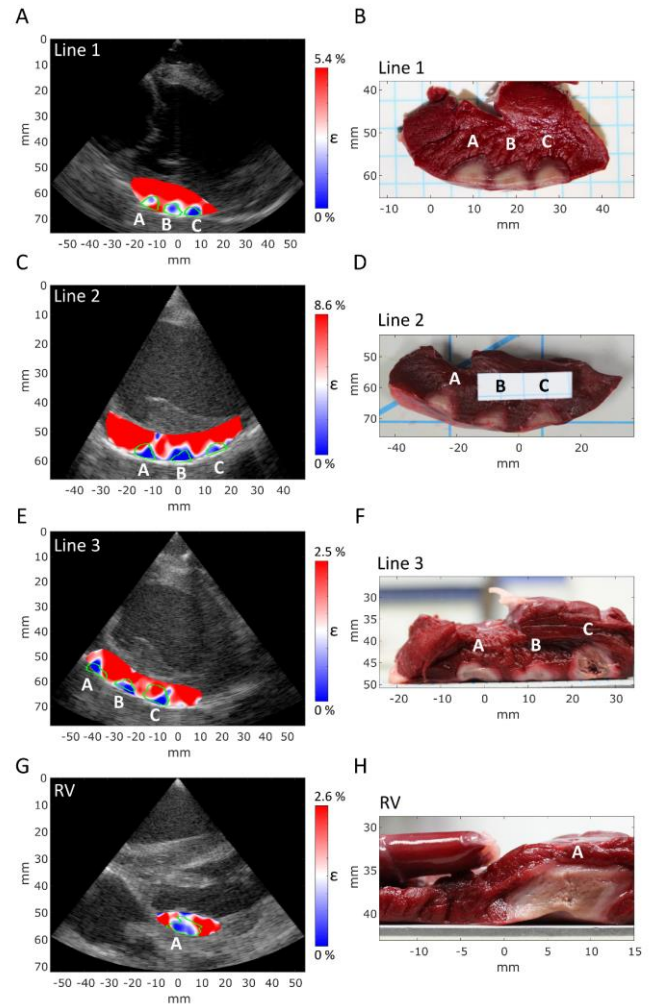 A
Line 1
0
10
20
30
40
50
60
70
mm
A B C
-50 -40 -30 -20 -10 0 10 20 30 40 50
mm
5.4 %
ε
0 %
B
Line 1
40
50
60
mm
A B C
-10 0 10 20 30 40
mm
C
Line 2
0
10
20
30
40
50
60
mm
A B C
-40 -30 -20 -10 0 10 20 30 40
mm
8.6 %
ε
0 %
D
Line 2
50
60
70
mm
A B C
-40 -20 0 20
mm
E
Line 3
0
10
20
30
40
50
60
70
mm
A B C
-50 -40 -30 -20 -10 0 10 20 30 40 50
mm
2.5 %
ε
0 %
F
Line 3
30
35
40
45
50
mm
A B C
-20 -10 0 10 20 30
mm
G
RV
0
10
20
30
40
50
60
70
mm
A
-50 -40 -30 -20 -10 0 10 20 30 40 50
mm
2.6 %
ε
0 %
H
RV
30
35
40
mm
A
-10 -5 0 5 10 15
mm